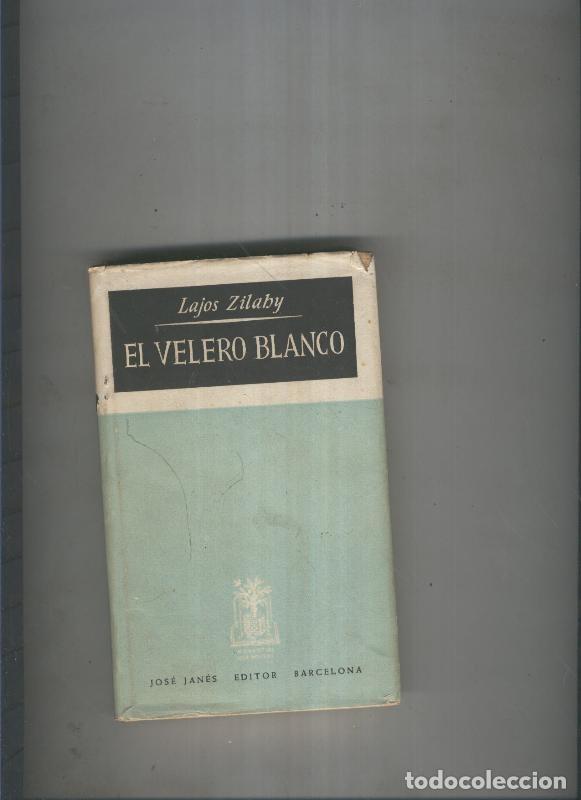 Lajos Zilahy
EL VELERO BLANCO
JOSÉ JANÉS EDITOR BARCELONA
todocoleccion